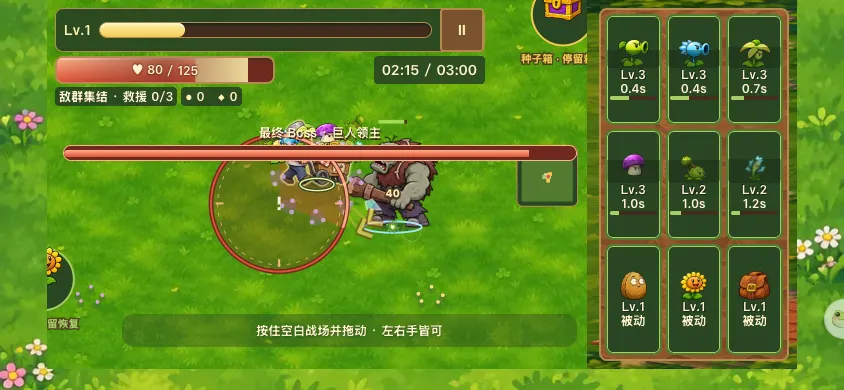 Lv.1
80 / 125
02:15 / 03:00
敌群集结 · 救援 0/3
0
0
种子箱 · 停留
最终 Boss · 巨人领主
40
!
留恢复
按住空白战场并拖动 · 左右手皆可
Lv.3
0.4s
Lv.3
0.4s
Lv.3
0.7s
Lv.3
1.0s
Lv.2
1.0s
Lv.2
1.2s
Lv.1
被动
Lv.1
被动
Lv.1
被动